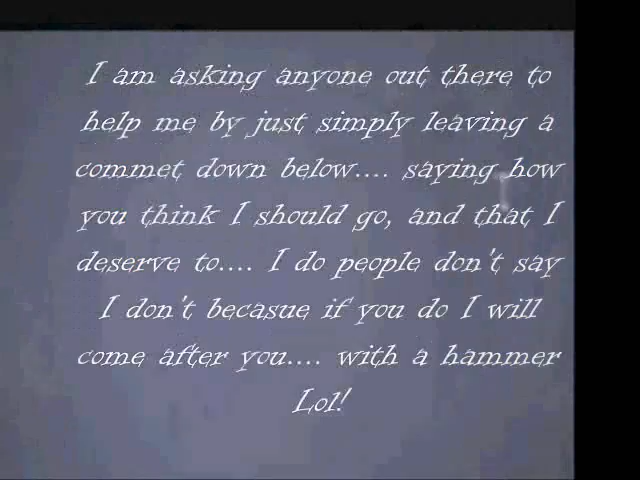 I am asking anyone out there to
help me by just simply leaving a
commet down below.... saying how
you think I should go, and that I
deserve to.... I do people don't say
I don't becasue if you do I will
come after you.... with a hammer
Lol!